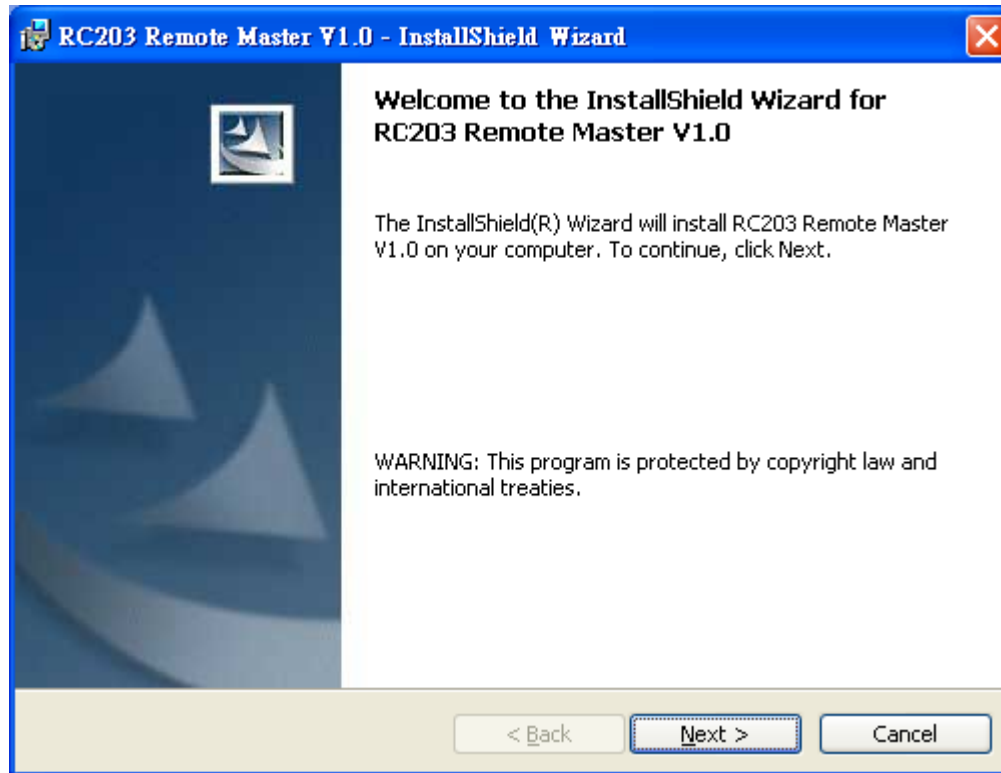 RC203 Remote Master V1.0 - InstallShield Wizard
Welcome to the InstallShield Wizard for
RC203 Remote Master V1.0
The InstallShield(R) Wizard will install RC203 Remote Master
V1.0 on your computer. To continue, click Next.
WARNING: This program is protected by copyright law and
international treaties.
< Back
Next >
Cancel